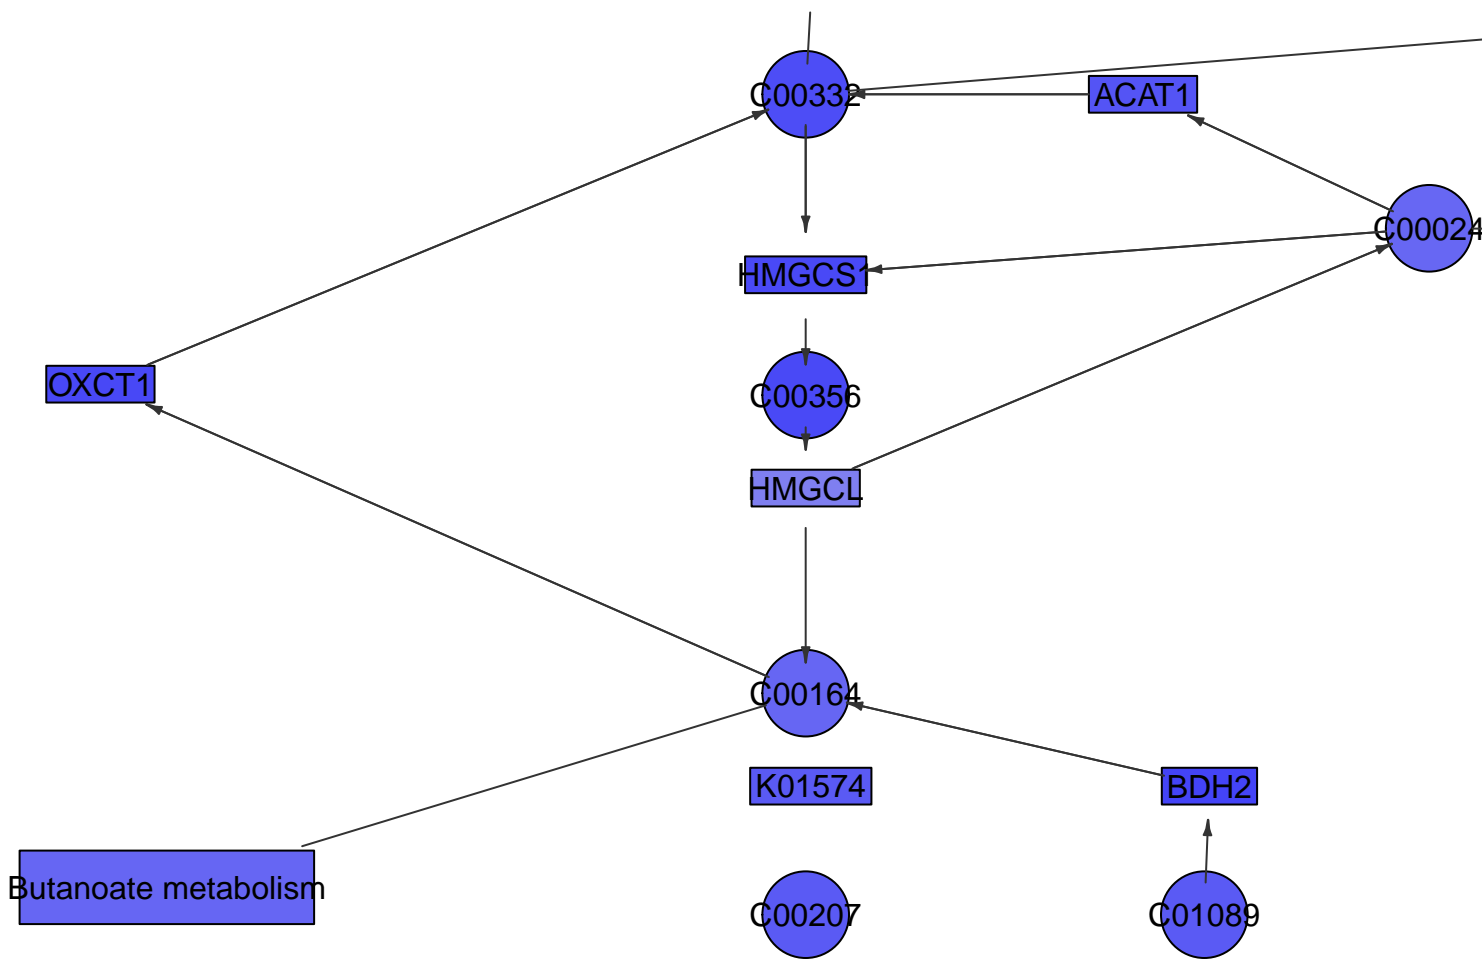 C00332
ACAT1
C00024
HMGCS1
OXCT1
C00356
HMGCL
C00164
K01574
BDH2
Butanoate metabolism
C00207
C01089